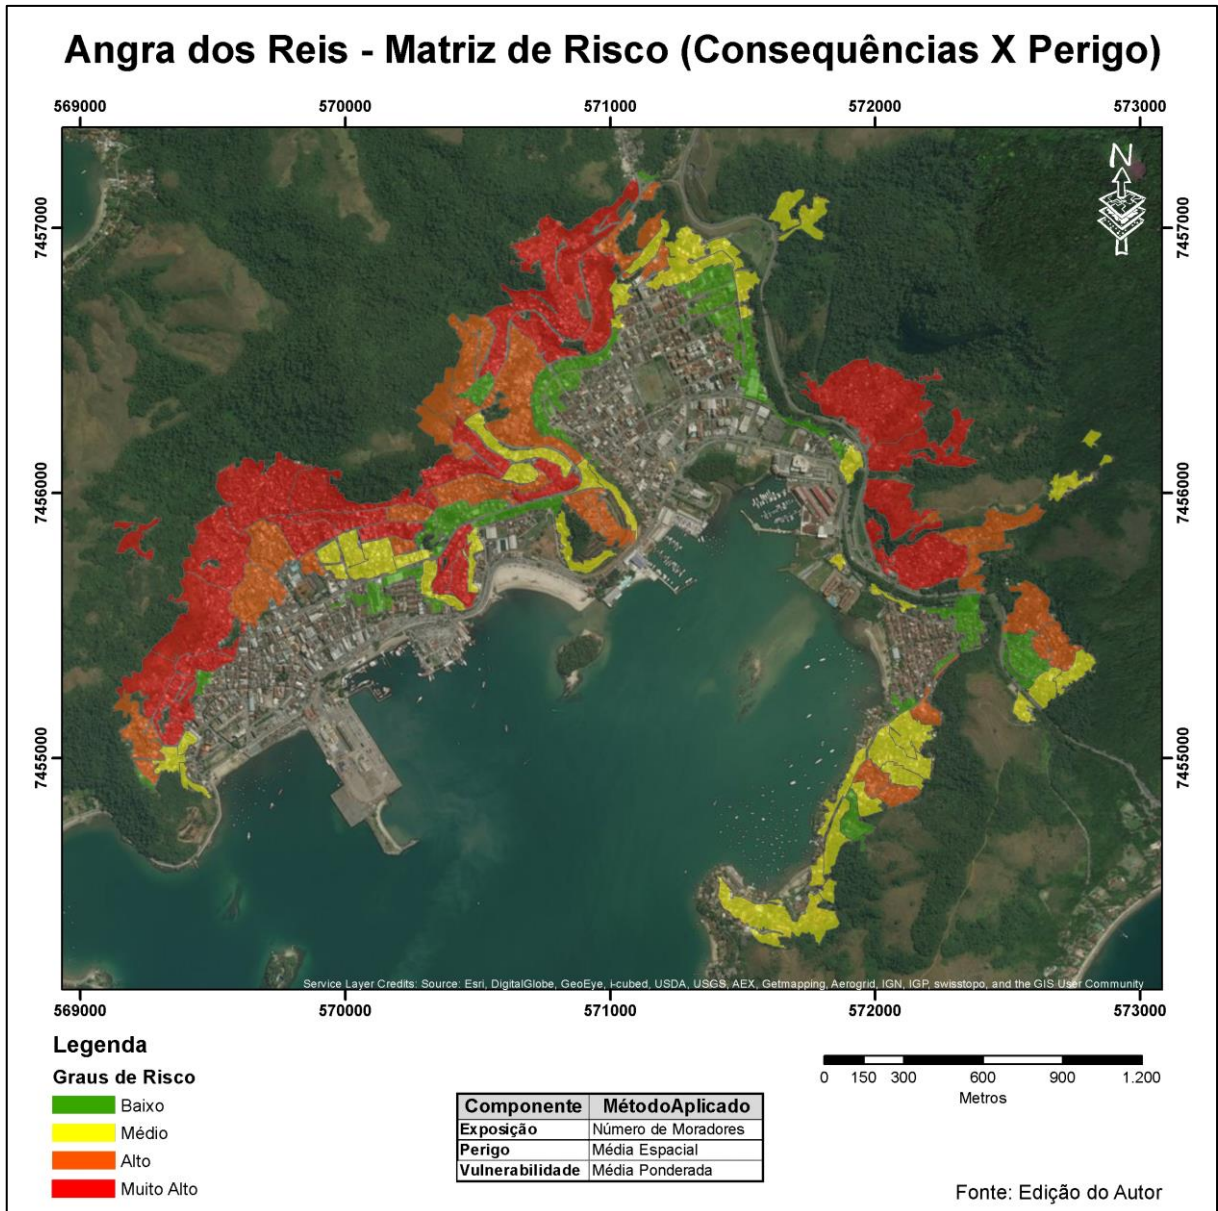 Angra dos Reis - Matriz de Risco (Consequências X Perigo)
569000 570000 571000 572000 573000
N
7457000 7457000
7456000 7456000
7455000 7455000
Service Layer Credits: Source: Esri, DigitalGlobe, GeoEye, i-cubed, USDA, USGS, AEX, Getmapping, Aerogrid, IGN, IGP, swisstopo, and the GIS User Community
569000 570000 571000 572000 573000
Legenda
Graus de Risco
Baixo
Médio
Alto
Muito Alto
Componente MétodoAplicado
Exposição Número de Moradores
Perigo Média Espacial
Vulnerabilidade Média Ponderada
0 150 300 600 900 1.200
Metros
Fonte: Edição do Autor